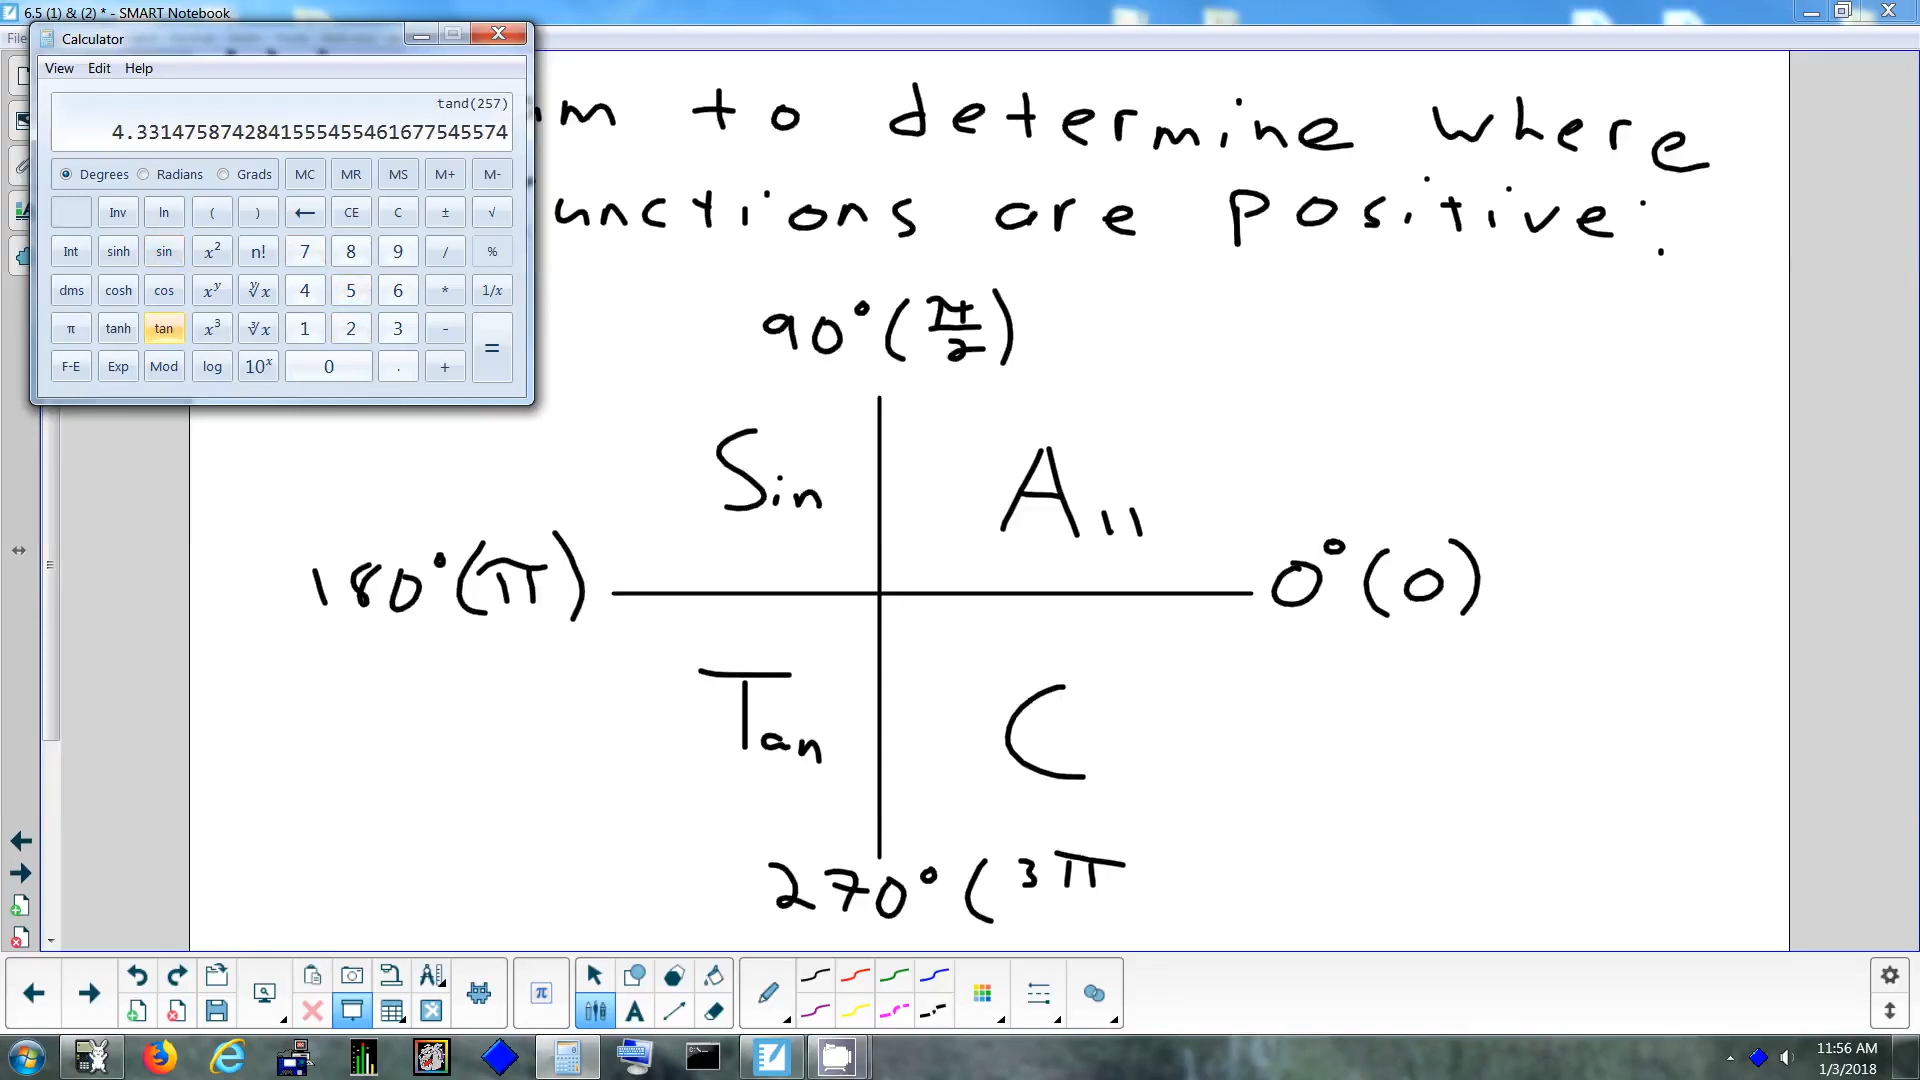 6.5 (1) & (2) * - SMART Notebook
File
Calculator
View Edit Help
tand(257)
4.3314758742841555455461677545574
Degrees Radians Grads MC MR MS M+ M-
Inv ln ( ) ← CE C ± √
Int sinh sin x² n! 7 8 9 / %
dms cosh cos xʸ ʸ√x 4 5 6 * 1/x
π tanh tan x³ ³√x 1 2 3 - =
F-E Exp Mod log 10ˣ 0 . +
m to determine where
unctions are positive:
90° (π/2)
Sin All
180° (π) 0° (0)
Tan C
270° (3π
π A
11:56 AM
1/3/2018